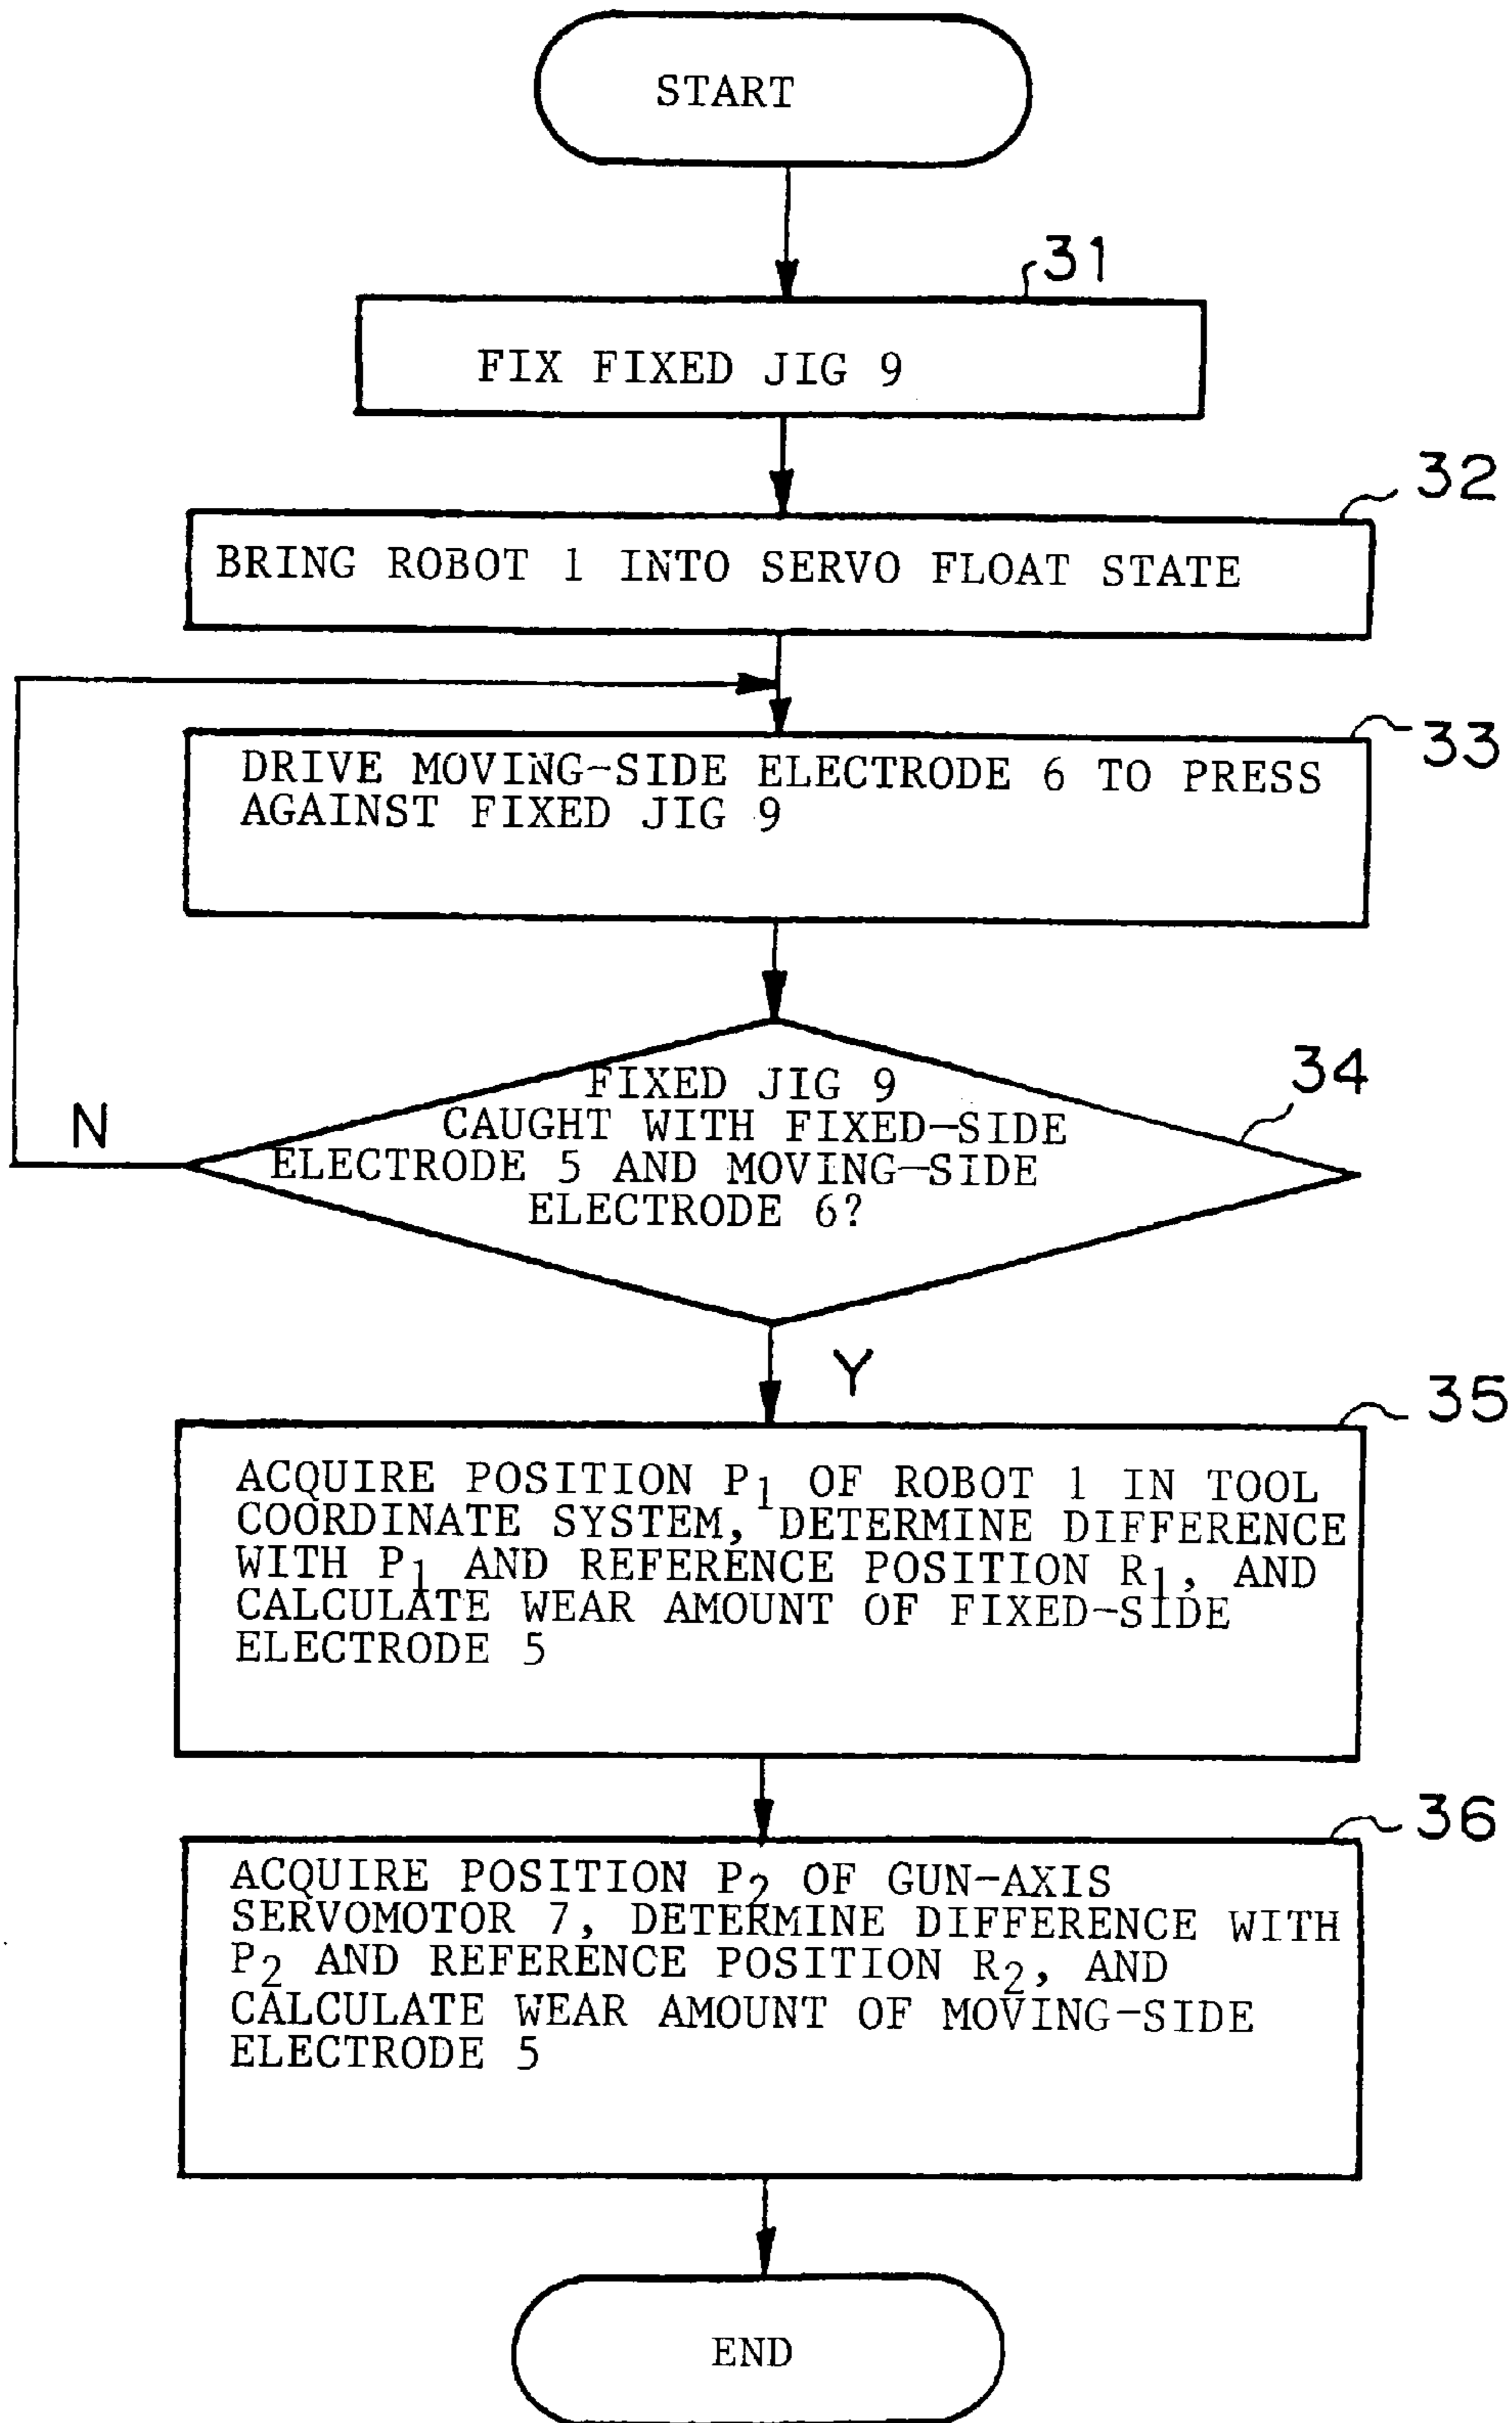 START
31
FIX FIXED JIG 9
32
BRING ROBOT 1 INTO SERVO FLOAT STATE
33
DRIVE MOVING-SIDE ELECTRODE 6 TO PRESS
AGAINST FIXED JIG 9
34
FIXED JIG 9
CAUGHT WITH FIXED-SIDE
ELECTRODE 5 AND MOVING-SIDE
ELECTRODE 6?
N
Y
35
ACQUIRE POSITION P1 OF ROBOT 1 IN TOOL
COORDINATE SYSTEM, DETERMINE DIFFERENCE
WITH P1 AND REFERENCE POSITION R1, AND
CALCULATE WEAR AMOUNT OF FIXED-SIDE
ELECTRODE 5
36
ACQUIRE POSITION P2 OF GUN-AXIS
SERVOMOTOR 7, DETERMINE DIFFERENCE WITH
P2 AND REFERENCE POSITION R2, AND
CALCULATE WEAR AMOUNT OF MOVING-SIDE
ELECTRODE 5
END